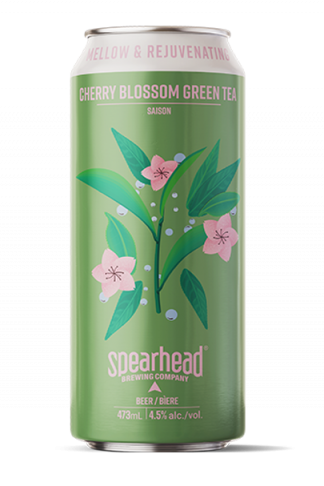 MELLOW & REJUVENATING
CHERRY BLOSSOM GREEN TEA
SAISON
Spearhead®
BREWING COMPANY
BEER / BIÈRE
473mL | 4.5% alc./vol.